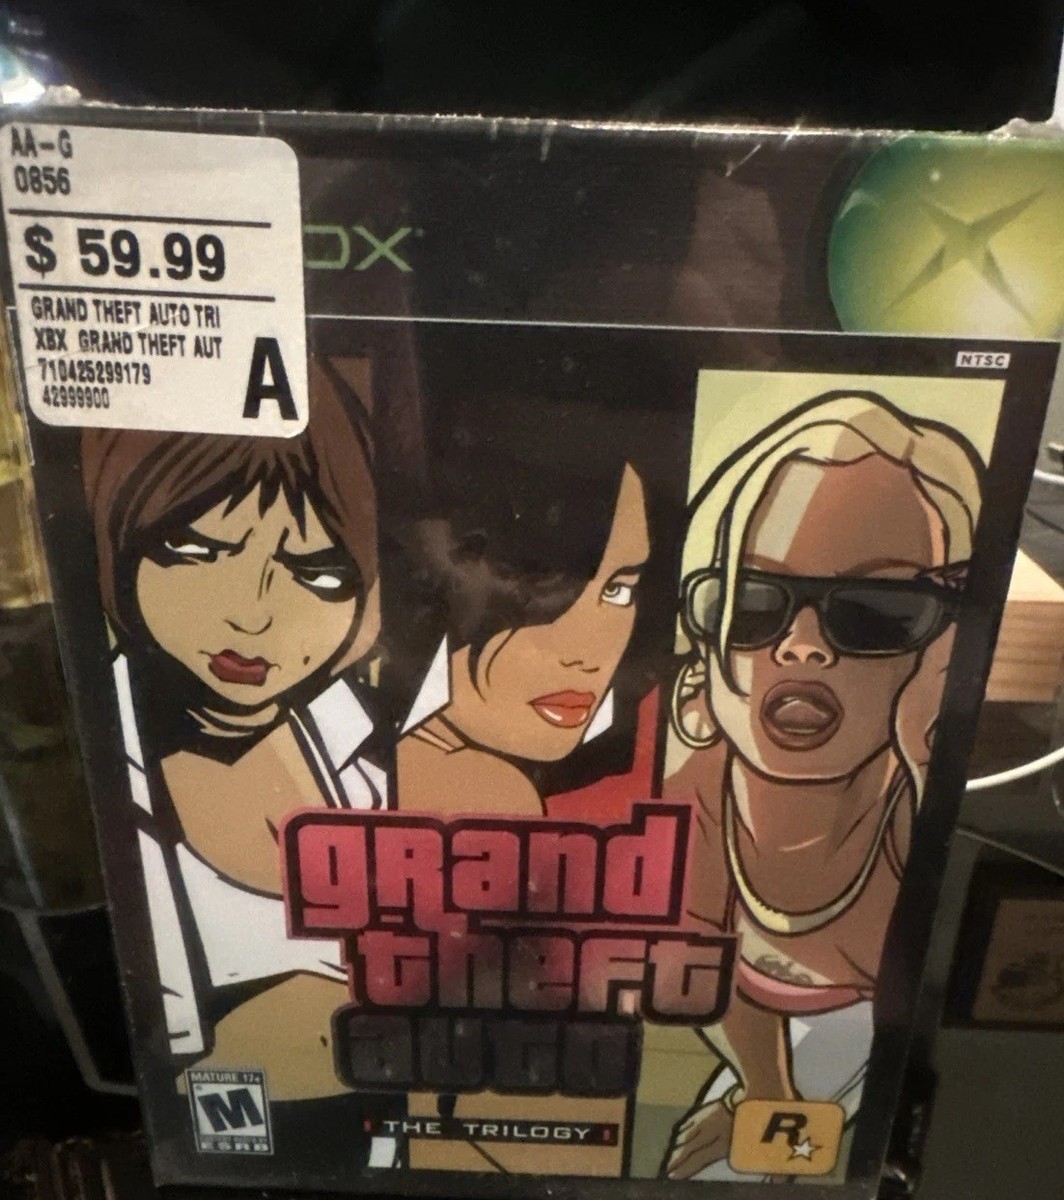 AA-G
0856
$ 59.99
GRAND THEFT AUTO TRI
XBX GRAND THEFT AUT
710425299179
42999900
A
OX
NTSC
grand
theft
auto
THE TRILOGY
MATURE 17+
M
ESRB
R